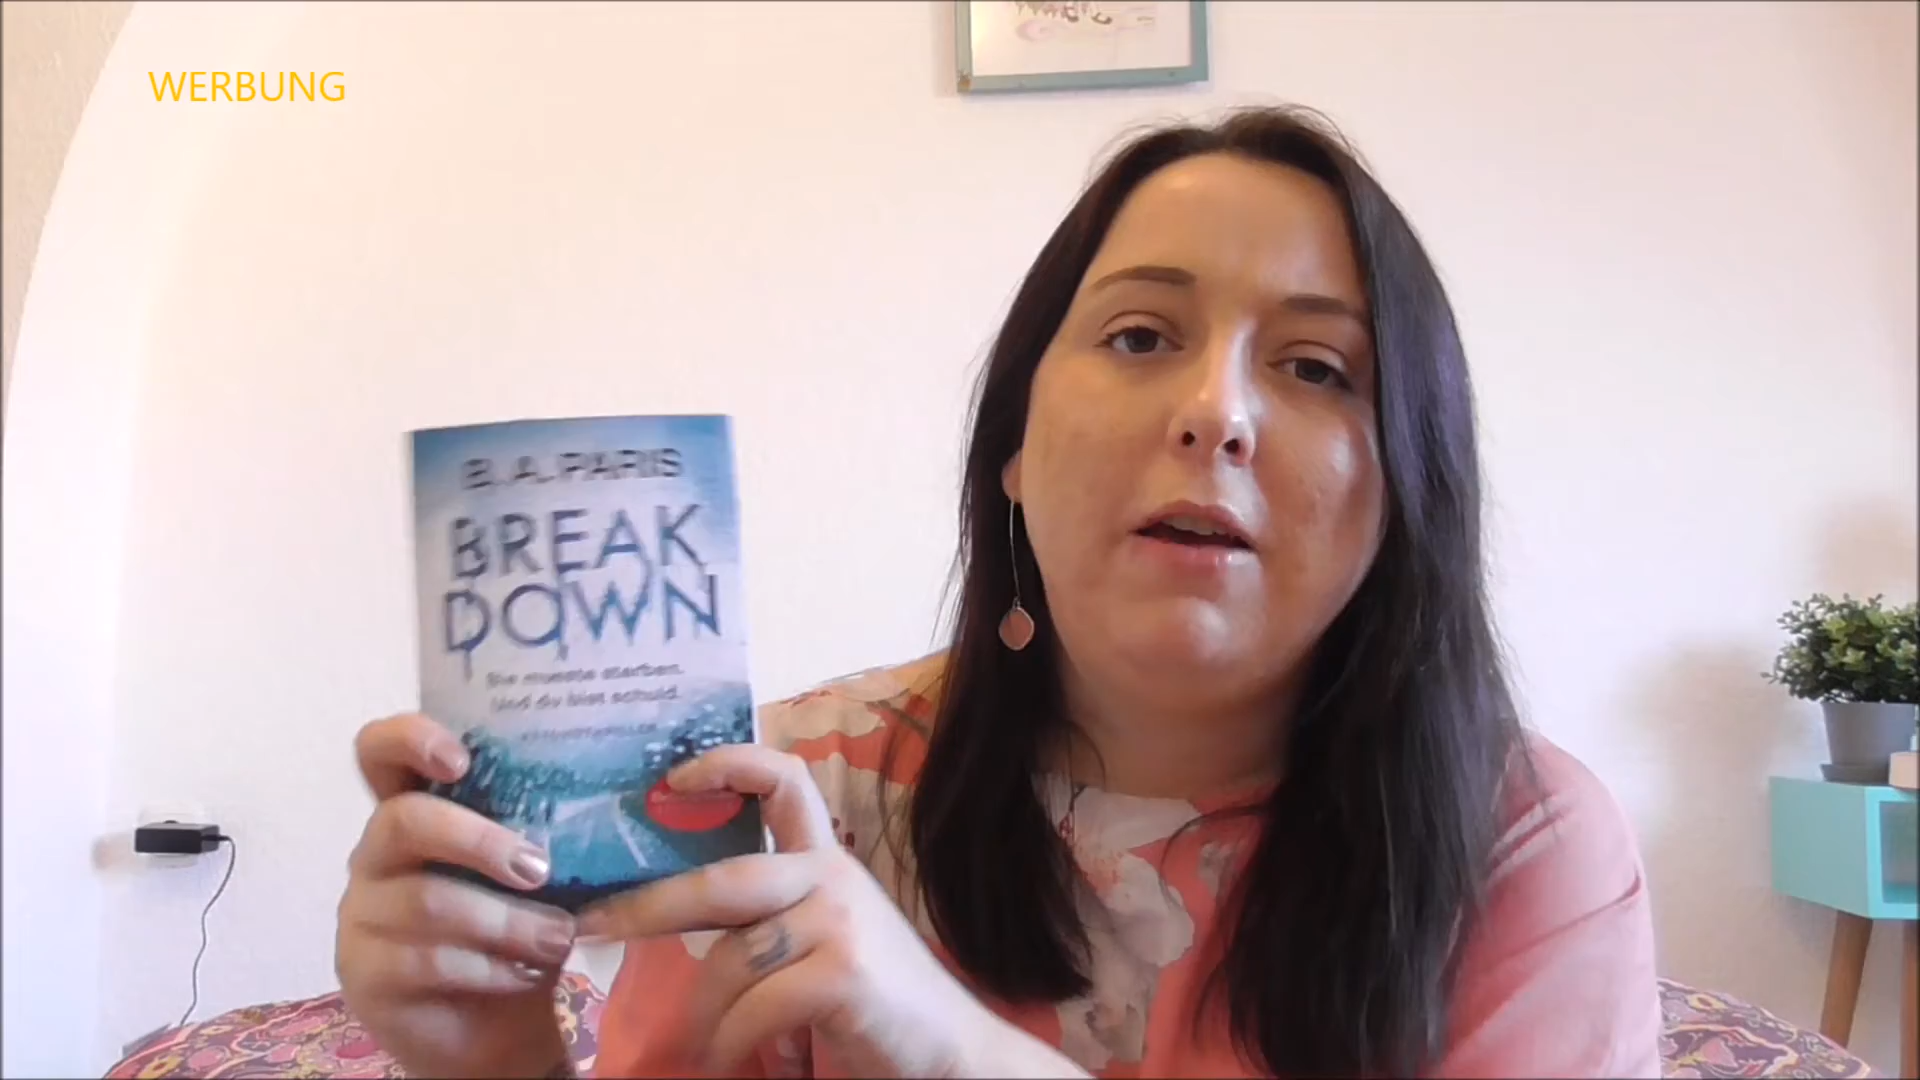 WERBUNG
B.A. PARIS
BREAK
DOWN
Sie musste sterben.
Und du bist schuld.